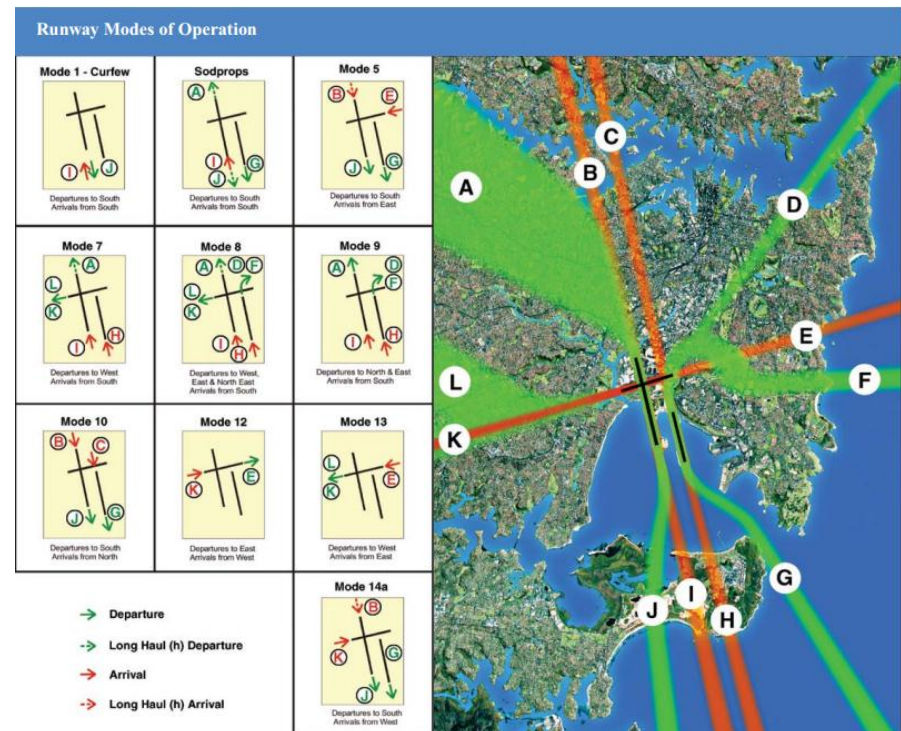 Runway Modes of Operation
Mode 1 - Curfew
I
J
Departures to South
Arrivals from South
Sodprops
A
I
J
G
Departures to South
Arrivals from South
Mode 5
B
E
J
G
Departures to South
Arrivals from East
Mode 7
A
L
K
I
H
Departures to West
Arrivals from South
Mode 8
A
D
F
L
K
I
H
Departures to West,
East & North East
Arrivals from South
Mode 9
A
D
F
I
H
Departures to North & East
Arrivals from South
Mode 10
B
C
J
G
Departures to South
Arrivals from North
Mode 12
K
E
Departures to East
Arrivals from West
Mode 13
L
K
E
Departures to West
Arrivals from East
Mode 14a
B
K
G
J
Departures to South
Arrivals from West
Departure
Long Haul (h) Departure
Arrival
Long Haul (h) Arrival
C
B
A
D
E
F
L
K
G
I
J
H